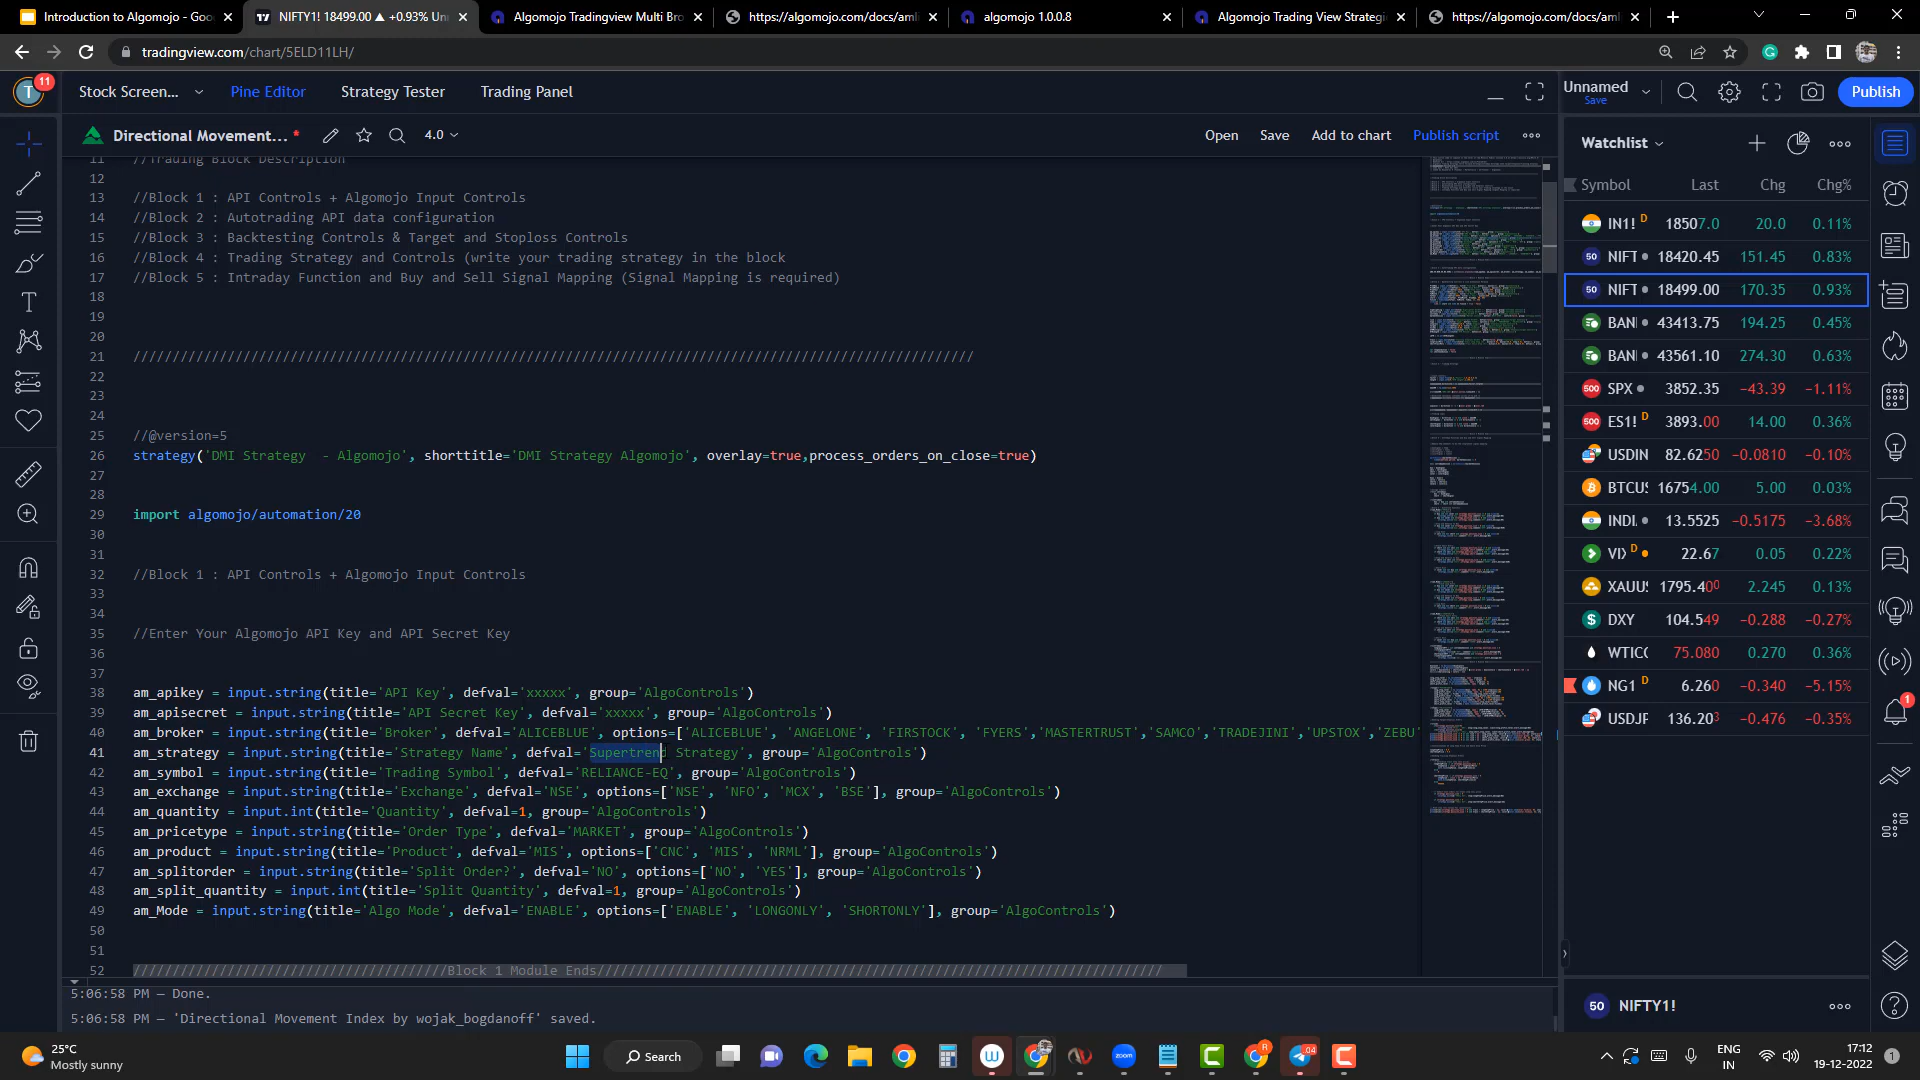 Introduction to Algomojo - Goo
NIFTY1! 18499.00 ▲ +0.93% Un
Algomojo Tradingview Multi Bro
https://algomojo.com/docs/aml
algomojo 1.0.0.8
Algomojo Trading View Strategi
https://algomojo.com/docs/aml
tradingview.com/chart/5ELD11LH/
T
11
Stock Screen...
Pine Editor
Strategy Tester
Trading Panel
Unnamed
Save
Publish
Directional Movement... *
4.0
Open
Save
Add to chart
Publish script
Watchlist
Symbol Last Chg Chg%
11 //Trading Block Description
12
13 //Block 1 : API Controls + Algomojo Input Controls
14 //Block 2 : Autotrading API data configuration
15 //Block 3 : Backtesting Controls & Target and Stoploss Controls
16 //Block 4 : Trading Strategy and Controls (write your trading strategy in the block
17 //Block 5 : Intraday Function and Buy and Sell Signal Mapping (Signal Mapping is required)
18
19
20
21 ///////////////////////////////////////////////////////////////////////////////////////////////////////////
22
23
24
25 //@version=5
26 strategy('DMI Strategy  - Algomojo', shorttitle='DMI Strategy Algomojo', overlay=true,process_orders_on_close=true)
27
28
29 import algomojo/automation/20
30
31
32 //Block 1 : API Controls + Algomojo Input Controls
33
34
35 //Enter Your Algomojo API Key and API Secret Key
36
37
38 am_apikey = input.string(title='API Key', defval='xxxxx', group='AlgoControls')
39 am_apisecret = input.string(title='API Secret Key', defval='xxxxx', group='AlgoControls')
40 am_broker = input.string(title='Broker', defval='ALICEBLUE', options=['ALICEBLUE', 'ANGELONE', 'FIRSTOCK', 'FYERS','MASTERTRUST','SAMCO','TRADEJINI','UPSTOX','ZEBU'
41 am_strategy = input.string(title='Strategy Name', defval='Supertrend Strategy', group='AlgoControls')
42 am_symbol = input.string(title='Trading Symbol', defval='RELIANCE-EQ', group='AlgoControls')
43 am_exchange = input.string(title='Exchange', defval='NSE', options=['NSE', 'NFO', 'MCX', 'BSE'], group='AlgoControls')
44 am_quantity = input.int(title='Quantity', defval=1, group='AlgoControls')
45 am_pricetype = input.string(title='Order Type', defval='MARKET', group='AlgoControls')
46 am_product = input.string(title='Product', defval='MIS', options=['CNC', 'MIS', 'NRML'], group='AlgoControls')
47 am_splitorder = input.string(title='Split Order?', defval='NO', options=['NO', 'YES'], group='AlgoControls')
48 am_split_quantity = input.int(title='Split Quantity', defval=1, group='AlgoControls')
49 am_Mode = input.string(title='Algo Mode', defval='ENABLE', options=['ENABLE', 'LONGONLY', 'SHORTONLY'], group='AlgoControls')
50
51
52 ////////////////////////////////////////Block 1 Module Ends////////////////////////////////////////////////////////////////////////
5:06:58 PM — Done.
5:06:58 PM — 'Directional Movement Index by wojak_bogdanoff' saved.
IN1! D 18507.0 20.0 0.11%
50 NIFT 18420.45 151.45 0.83%
50 NIFT 18499.00 170.35 0.93%
BANI 43413.75 194.25 0.45%
BANI 43561.10 274.30 0.63%
500 SPX 3852.35 −43.39 −1.11%
500 ES1! D 3893.00 14.00 0.36%
USDIN 82.6250 −0.0810 −0.10%
BTCUS 16754.00 5.00 0.03%
INDI. 13.5525 −0.5175 −3.68%
VI D 22.67 0.05 0.22%
XAUUS 1795.400 2.245 0.13%
DXY 104.549 −0.288 −0.27%
WTICC 75.080 0.270 0.36%
NG1 D 6.260 −0.340 −5.15%
USDJP 136.203 −0.476 −0.35%
1
50 NIFTY1!
25°C
Mostly sunny
Search
zoom
R
04
ENG
IN
17:12
19-12-2022
1